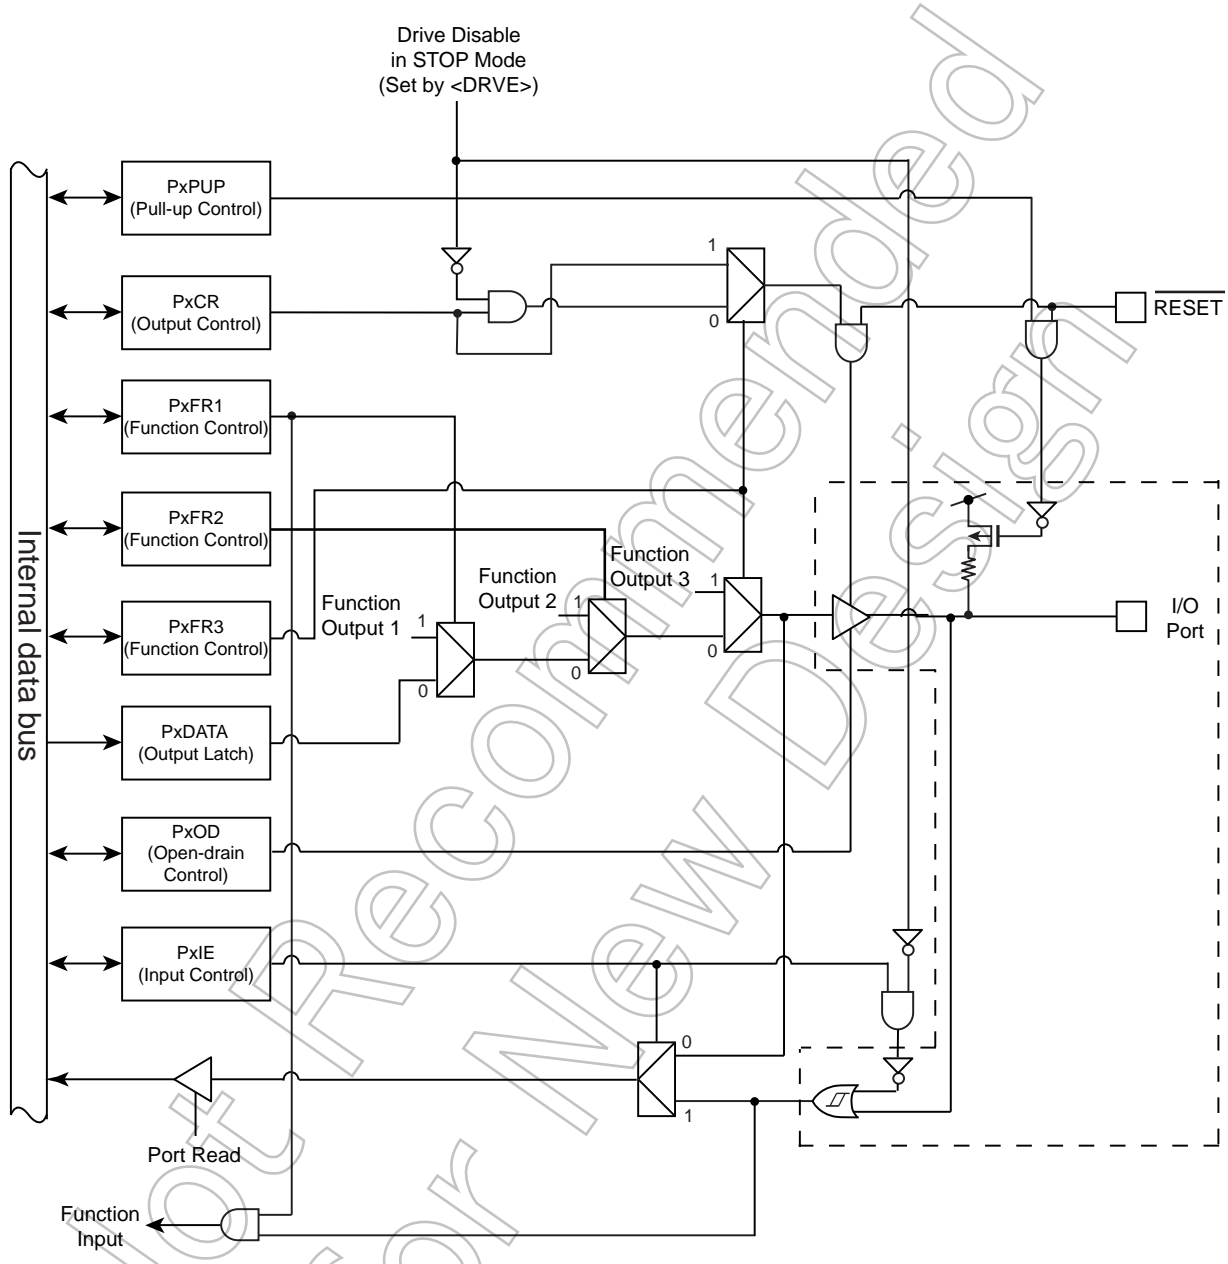 Drive Disable
in STOP Mode
(Set by <DRVE>)
PxPUP
(Pull-up Control)
1
PxCR
(Output Control)
0
RESET
PxFR1
(Function Control)
PxFR2
(Function Control)
Function
Output 3
1
Function
Output 2
1
Function
Output 1
1
I/O
Port
PxFR3
(Function Control)
0
0
0
Internal data bus
PxDATA
(Output Latch)
PxOD
(Open-drain
Control)
PxIE
(Input Control)
0
1
Port Read
Function
Input
Not Recommended
for New Design